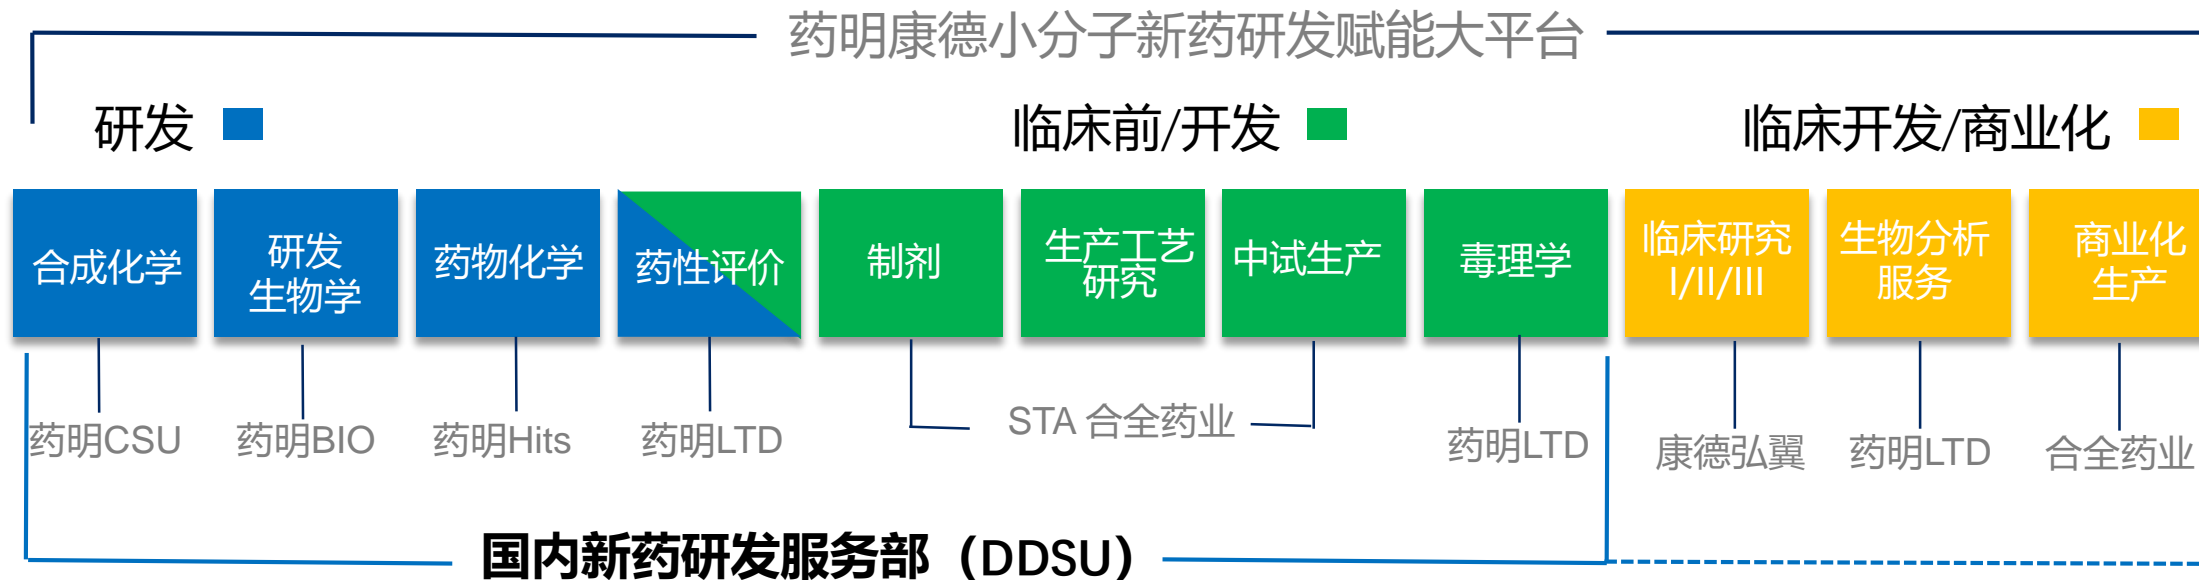 药明康德小分子新药研发赋能大平台
研发
临床前/开发
临床开发/商业化
合成化学
研发
生物学
药物化学
药性评价
制剂
生产工艺
研究
中试生产
毒理学
临床研究
I/II/III
生物分析
服务
商业化
生产
药明CSU
药明BIO
药明Hits
药明LTD
STA 合全药业
药明LTD
康德弘翼
药明LTD
合全药业
国内新药研发服务部（DDSU）